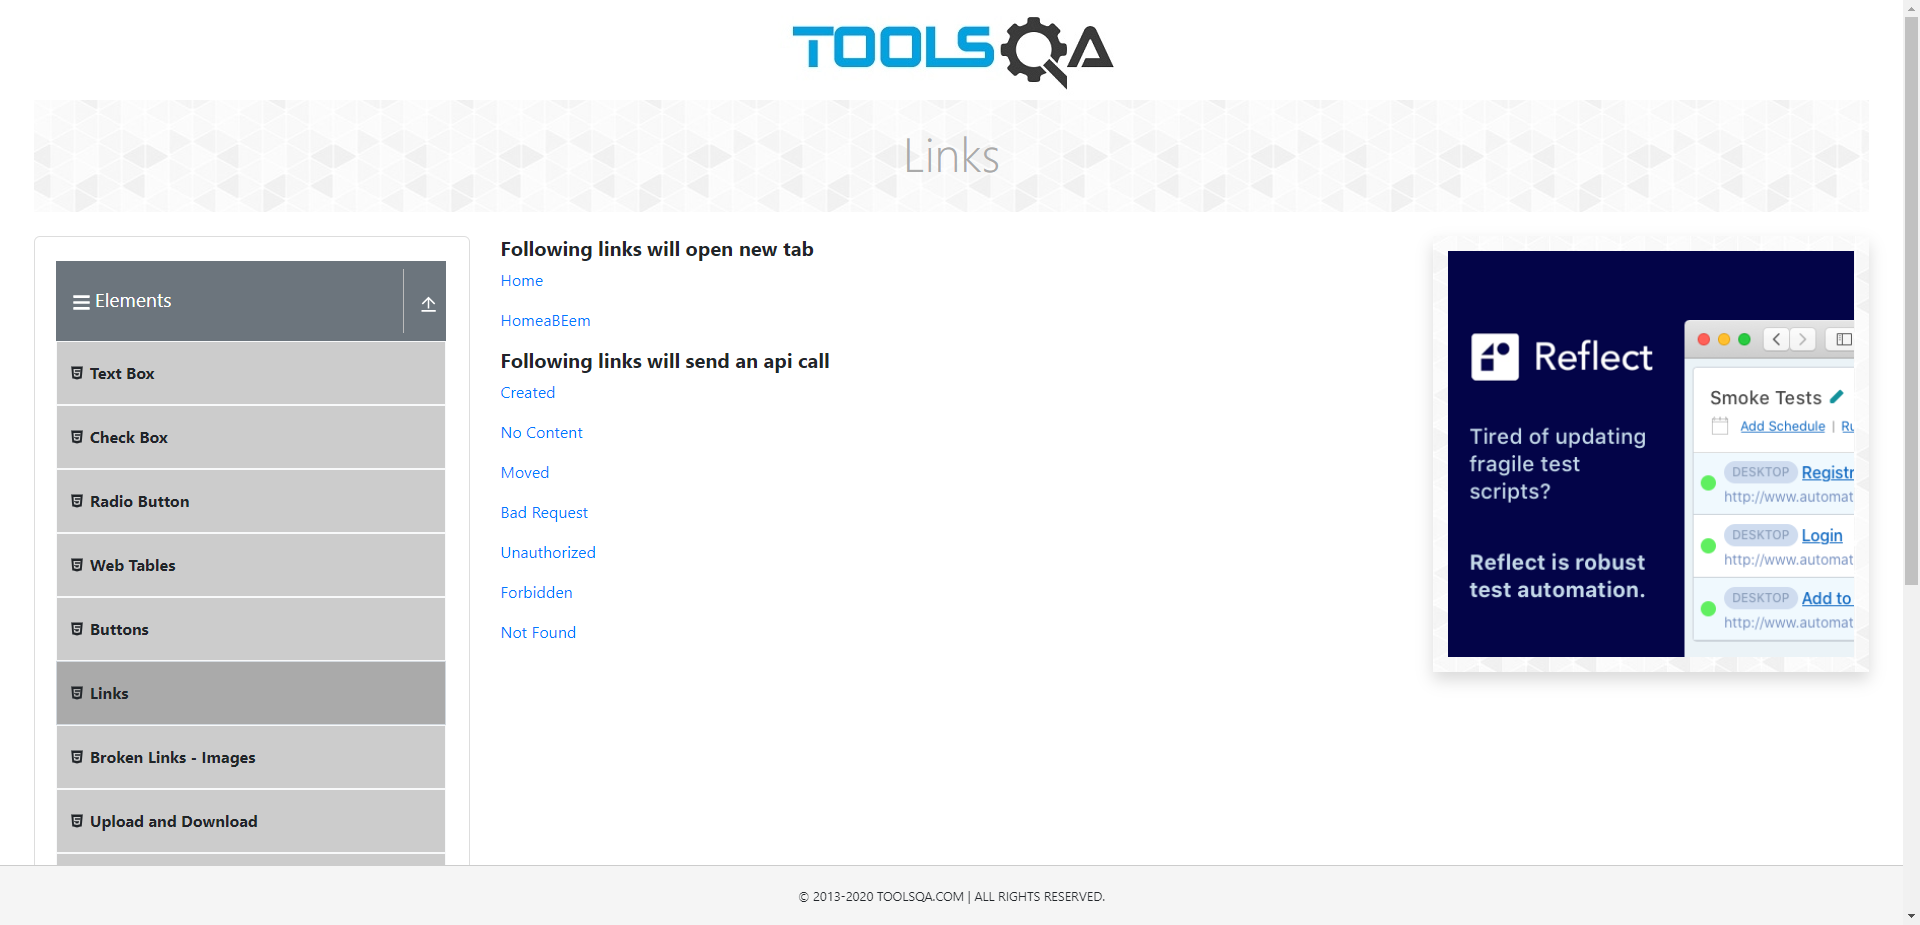 TOOLSQA
Links
Elements
Text Box
Check Box
Radio Button
Web Tables
Buttons
Links
Broken Links - Images
Upload and Download
Following links will open new tab
Home
HomeaBEem
Following links will send an api call
Created
No Content
Moved
Bad Request
Unauthorized
Forbidden
Not Found
Reflect
Tired of updating
fragile test
scripts?
Reflect is robust
test automation.
Smoke Tests
Add Schedule | Ru
DESKTOP Registr
http://www.automat
DESKTOP Login
http://www.automat
DESKTOP Add to
http://www.automat
© 2013-2020 TOOLSQA.COM | ALL RIGHTS RESERVED.